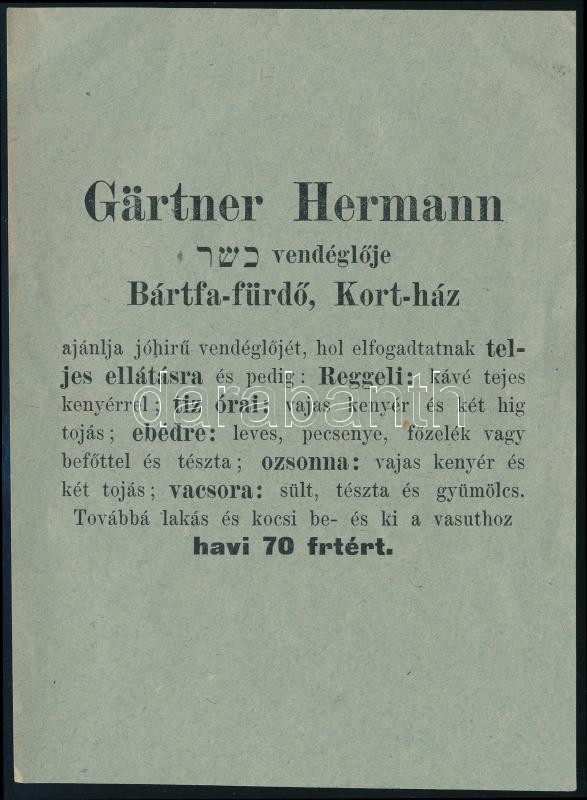 Gärtner Hermann
כשר vendéglője
Bártfa-fürdő, Kort-ház
ajánlja jóhirű vendéglőjét, hol elfogadtatnak tel-
jes ellátásra és pedig: Reggeli: kávé tejes
kenyérrel; tiz órai: vajas kenyér és két hig
tojás; ebédre: leves, pecsenye, főzelék vagy
befőttel és tészta; ozsonna: vajas kenyér és
két tojás; vacsora: sült, tészta és gyümölcs.
Továbbá lakás és kocsi be- és ki a vasuthoz
havi 70 frtért.
darabanth